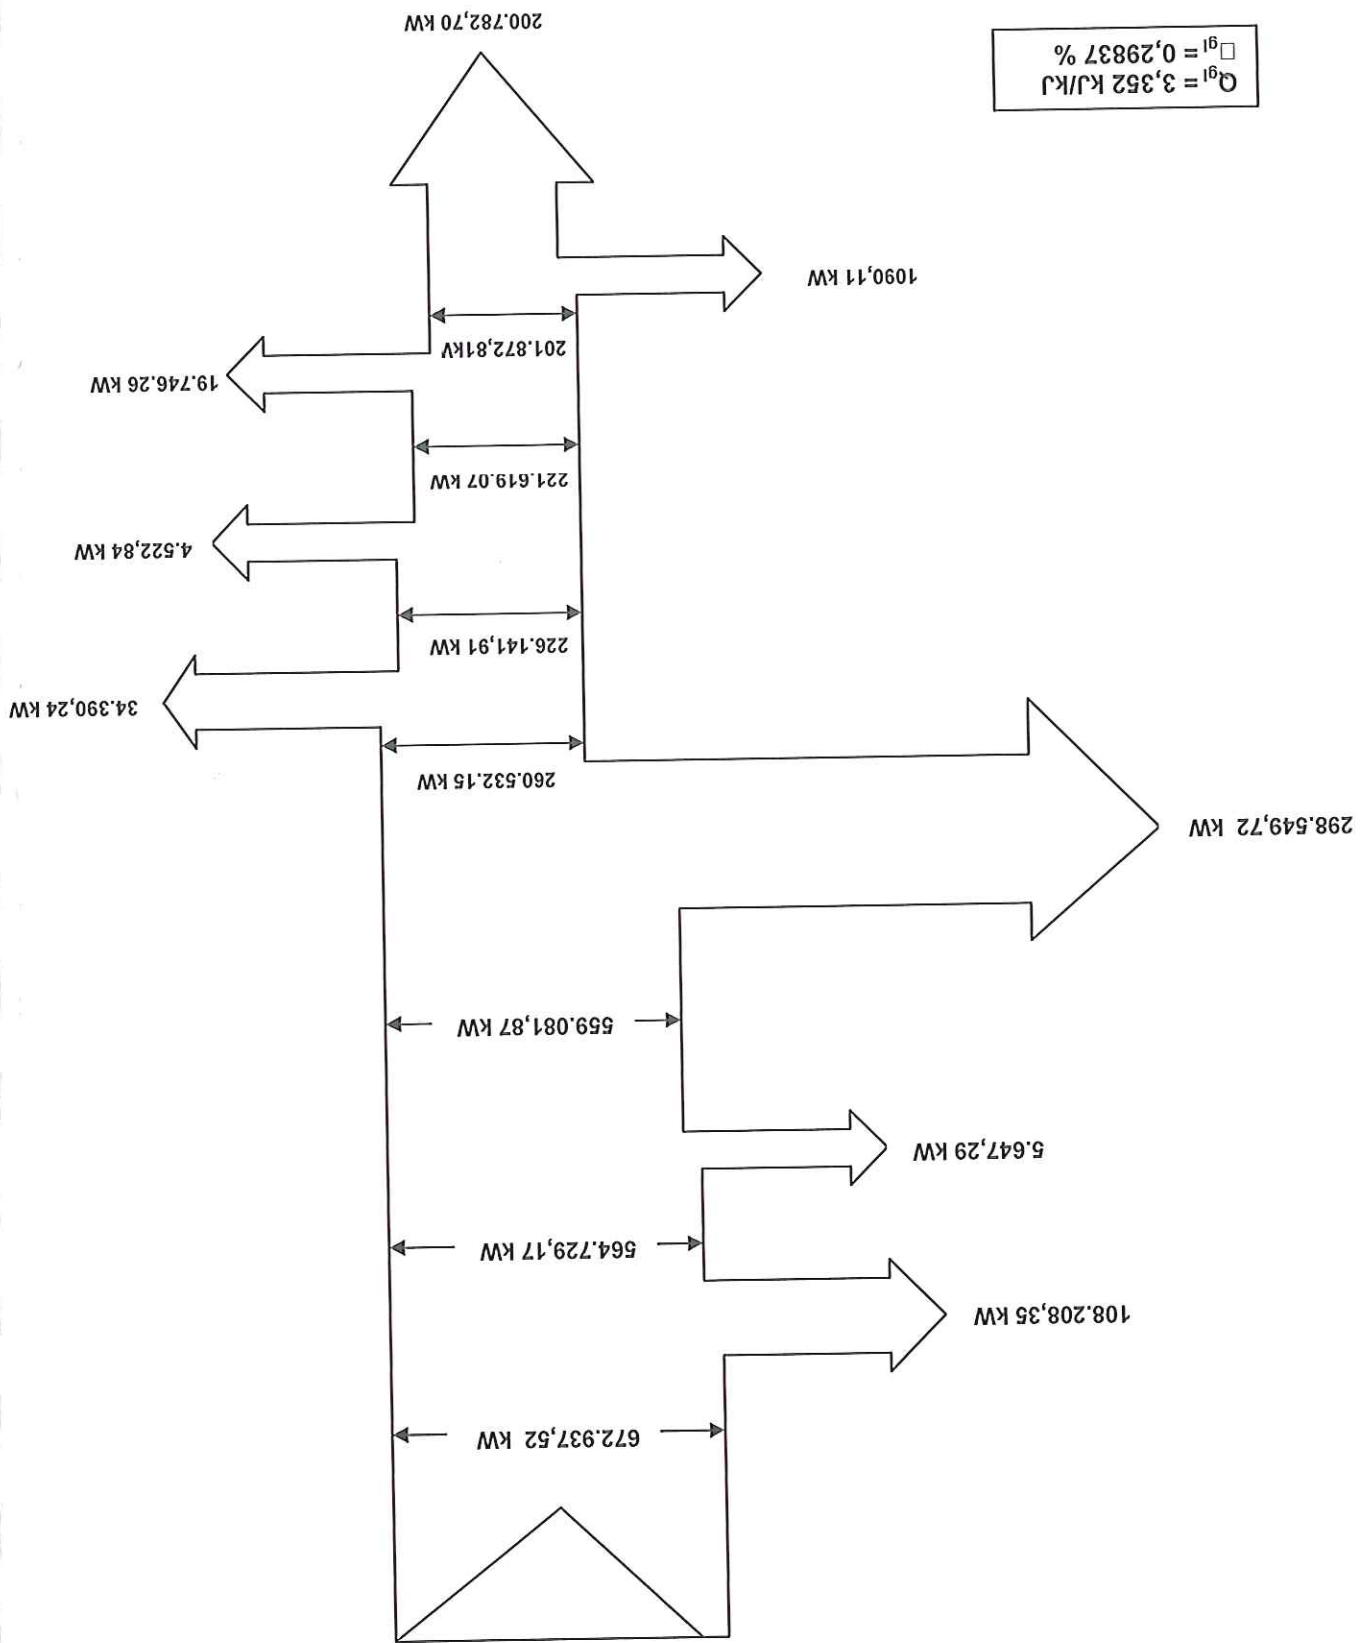 672.937,52 kW
108.208,35 kW
564.729,17 kW
5.647,29 kW
559.081,87 kW
298.549,72 kW
260.532.15 kW
34.390,24 kW
226.141,91 kW
4.522,84 kW
221.619.07 kW
19.746.26 kW
201.872,81kW
1090,11 kW
200.782,70 kW
Qgl = 3,352 kJ/kJ
□gl = 0,29837 %